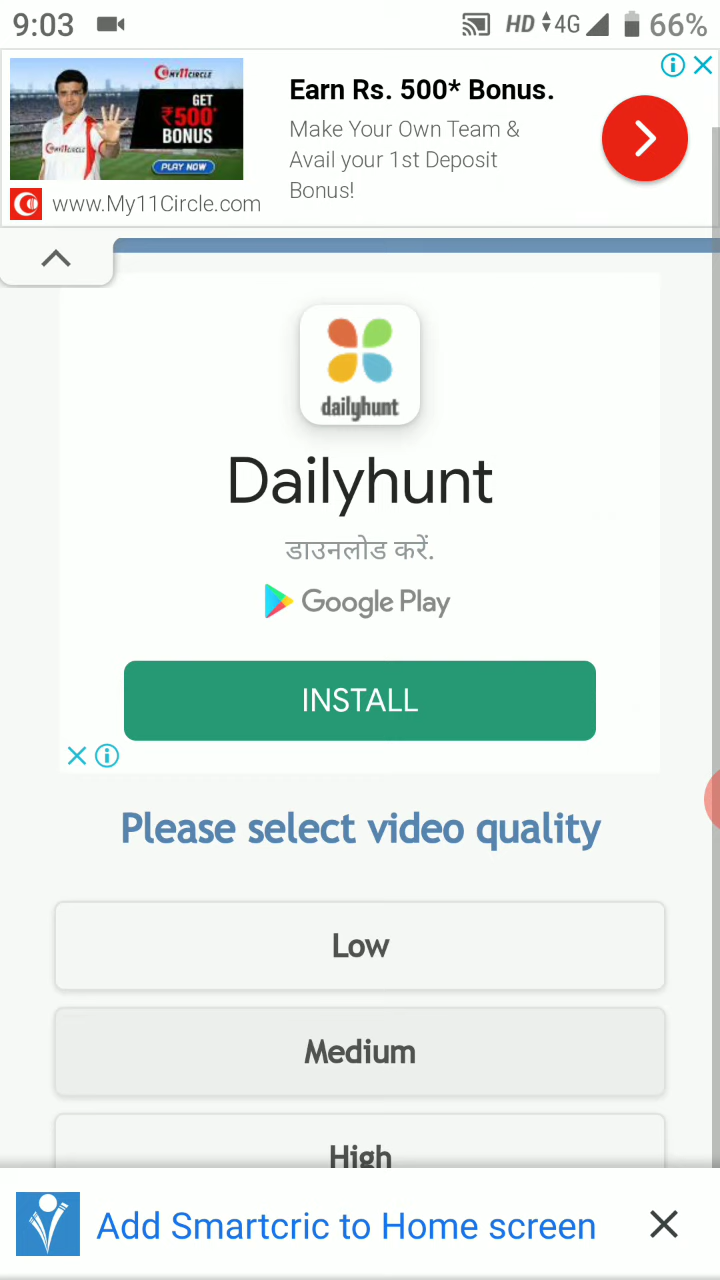 9:03 HD 4G 66%
MY11CIRCLE
GET
₹500*
BONUS
PLAY NOW
www.My11Circle.com
Earn Rs. 500* Bonus.
Make Your Own Team &
Avail your 1st Deposit
Bonus!
dailyhunt
Dailyhunt
डाउनलोड करें.
Google Play
INSTALL
Please select video quality
Low
Medium
High
Add Smartcric to Home screen